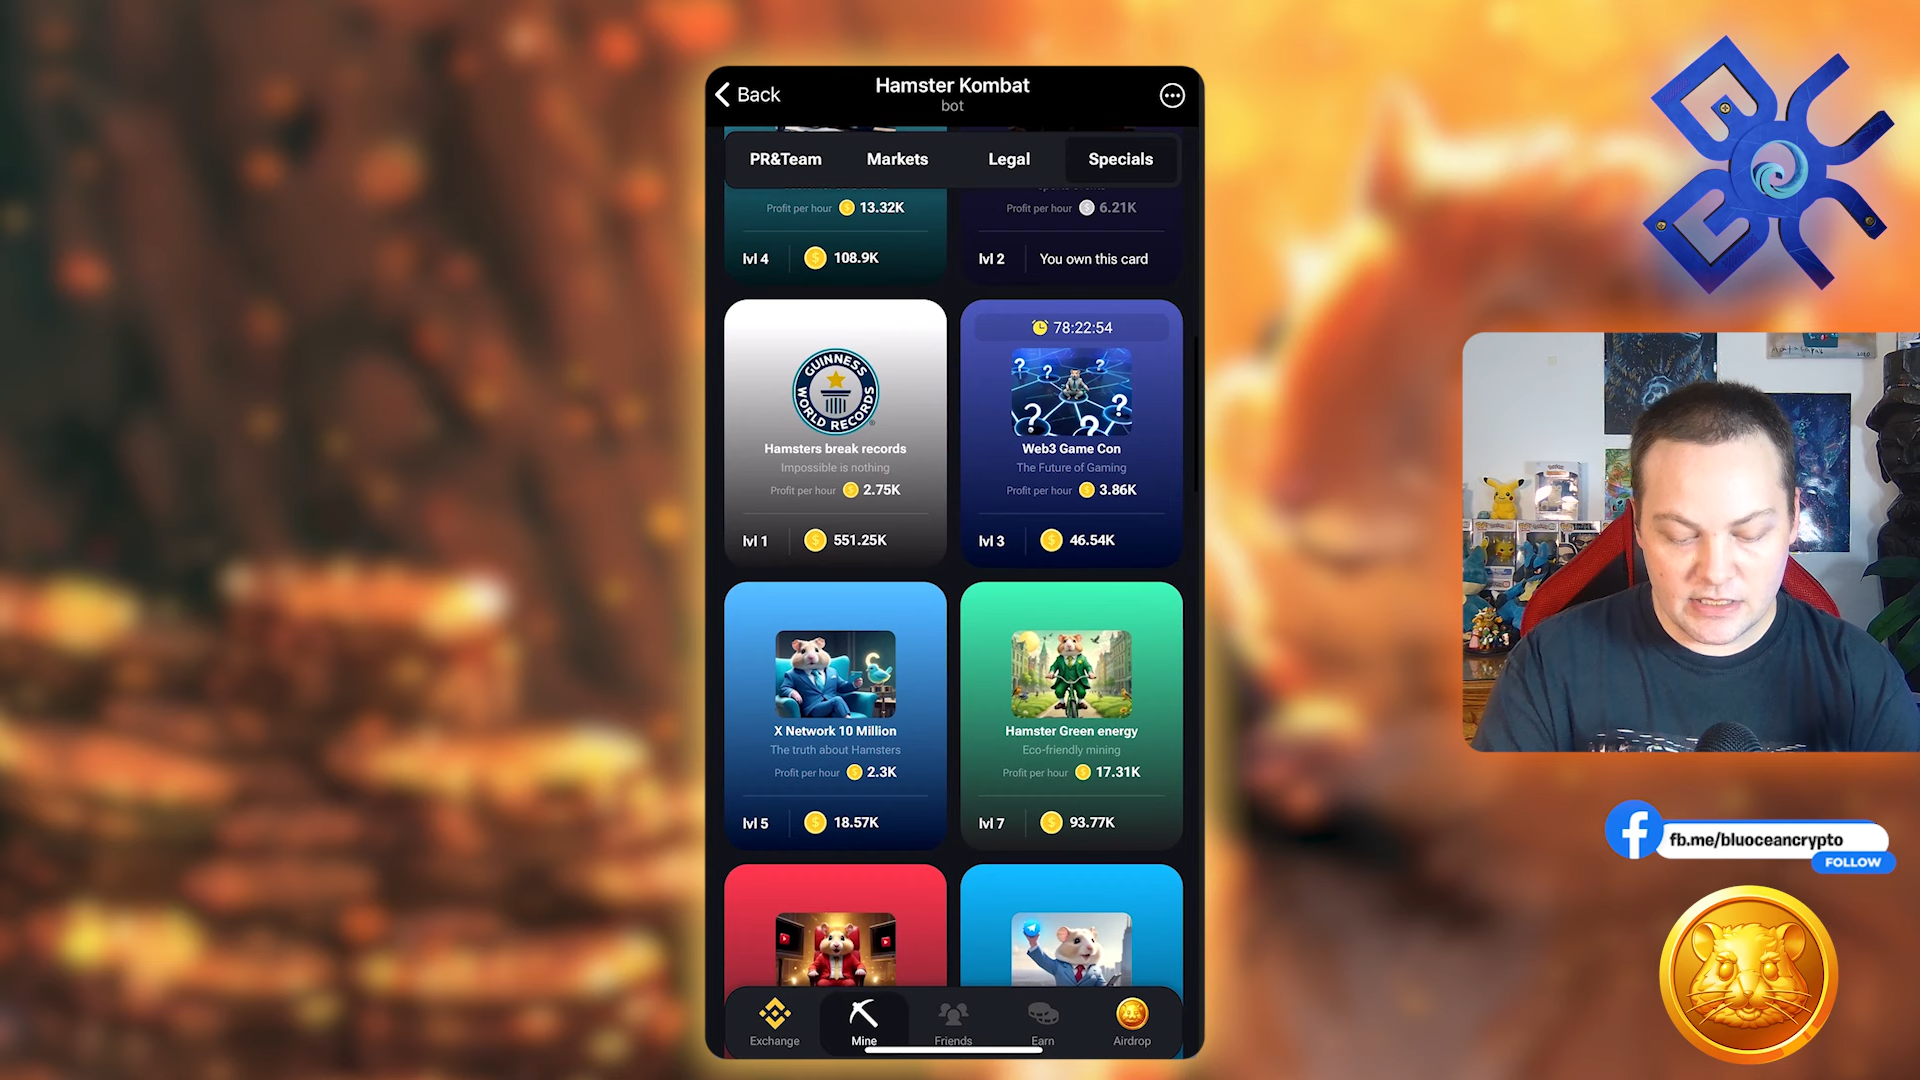 Back
Hamster Kombat
bot
PR&Team
Markets
Legal
Specials
Profit per hour 13.32K
lvl 4
108.9K
Profit per hour 6.21K
lvl 2
You own this card
GUINNESS
WORLD RECORDS
Hamsters break records
Impossible is nothing
Profit per hour 2.75K
lvl 1
551.25K
78:22:54
Web3 Game Con
The Future of Gaming
Profit per hour 3.86K
lvl 3
46.54K
X Network 10 Million
The truth about Hamsters
Profit per hour 2.3K
lvl 5
18.57K
Hamster Green energy
Eco-friendly mining
Profit per hour 17.31K
lvl 7
93.77K
Exchange
Mine
Friends
Earn
Airdrop
fb.me/bluoceancrypto
FOLLOW